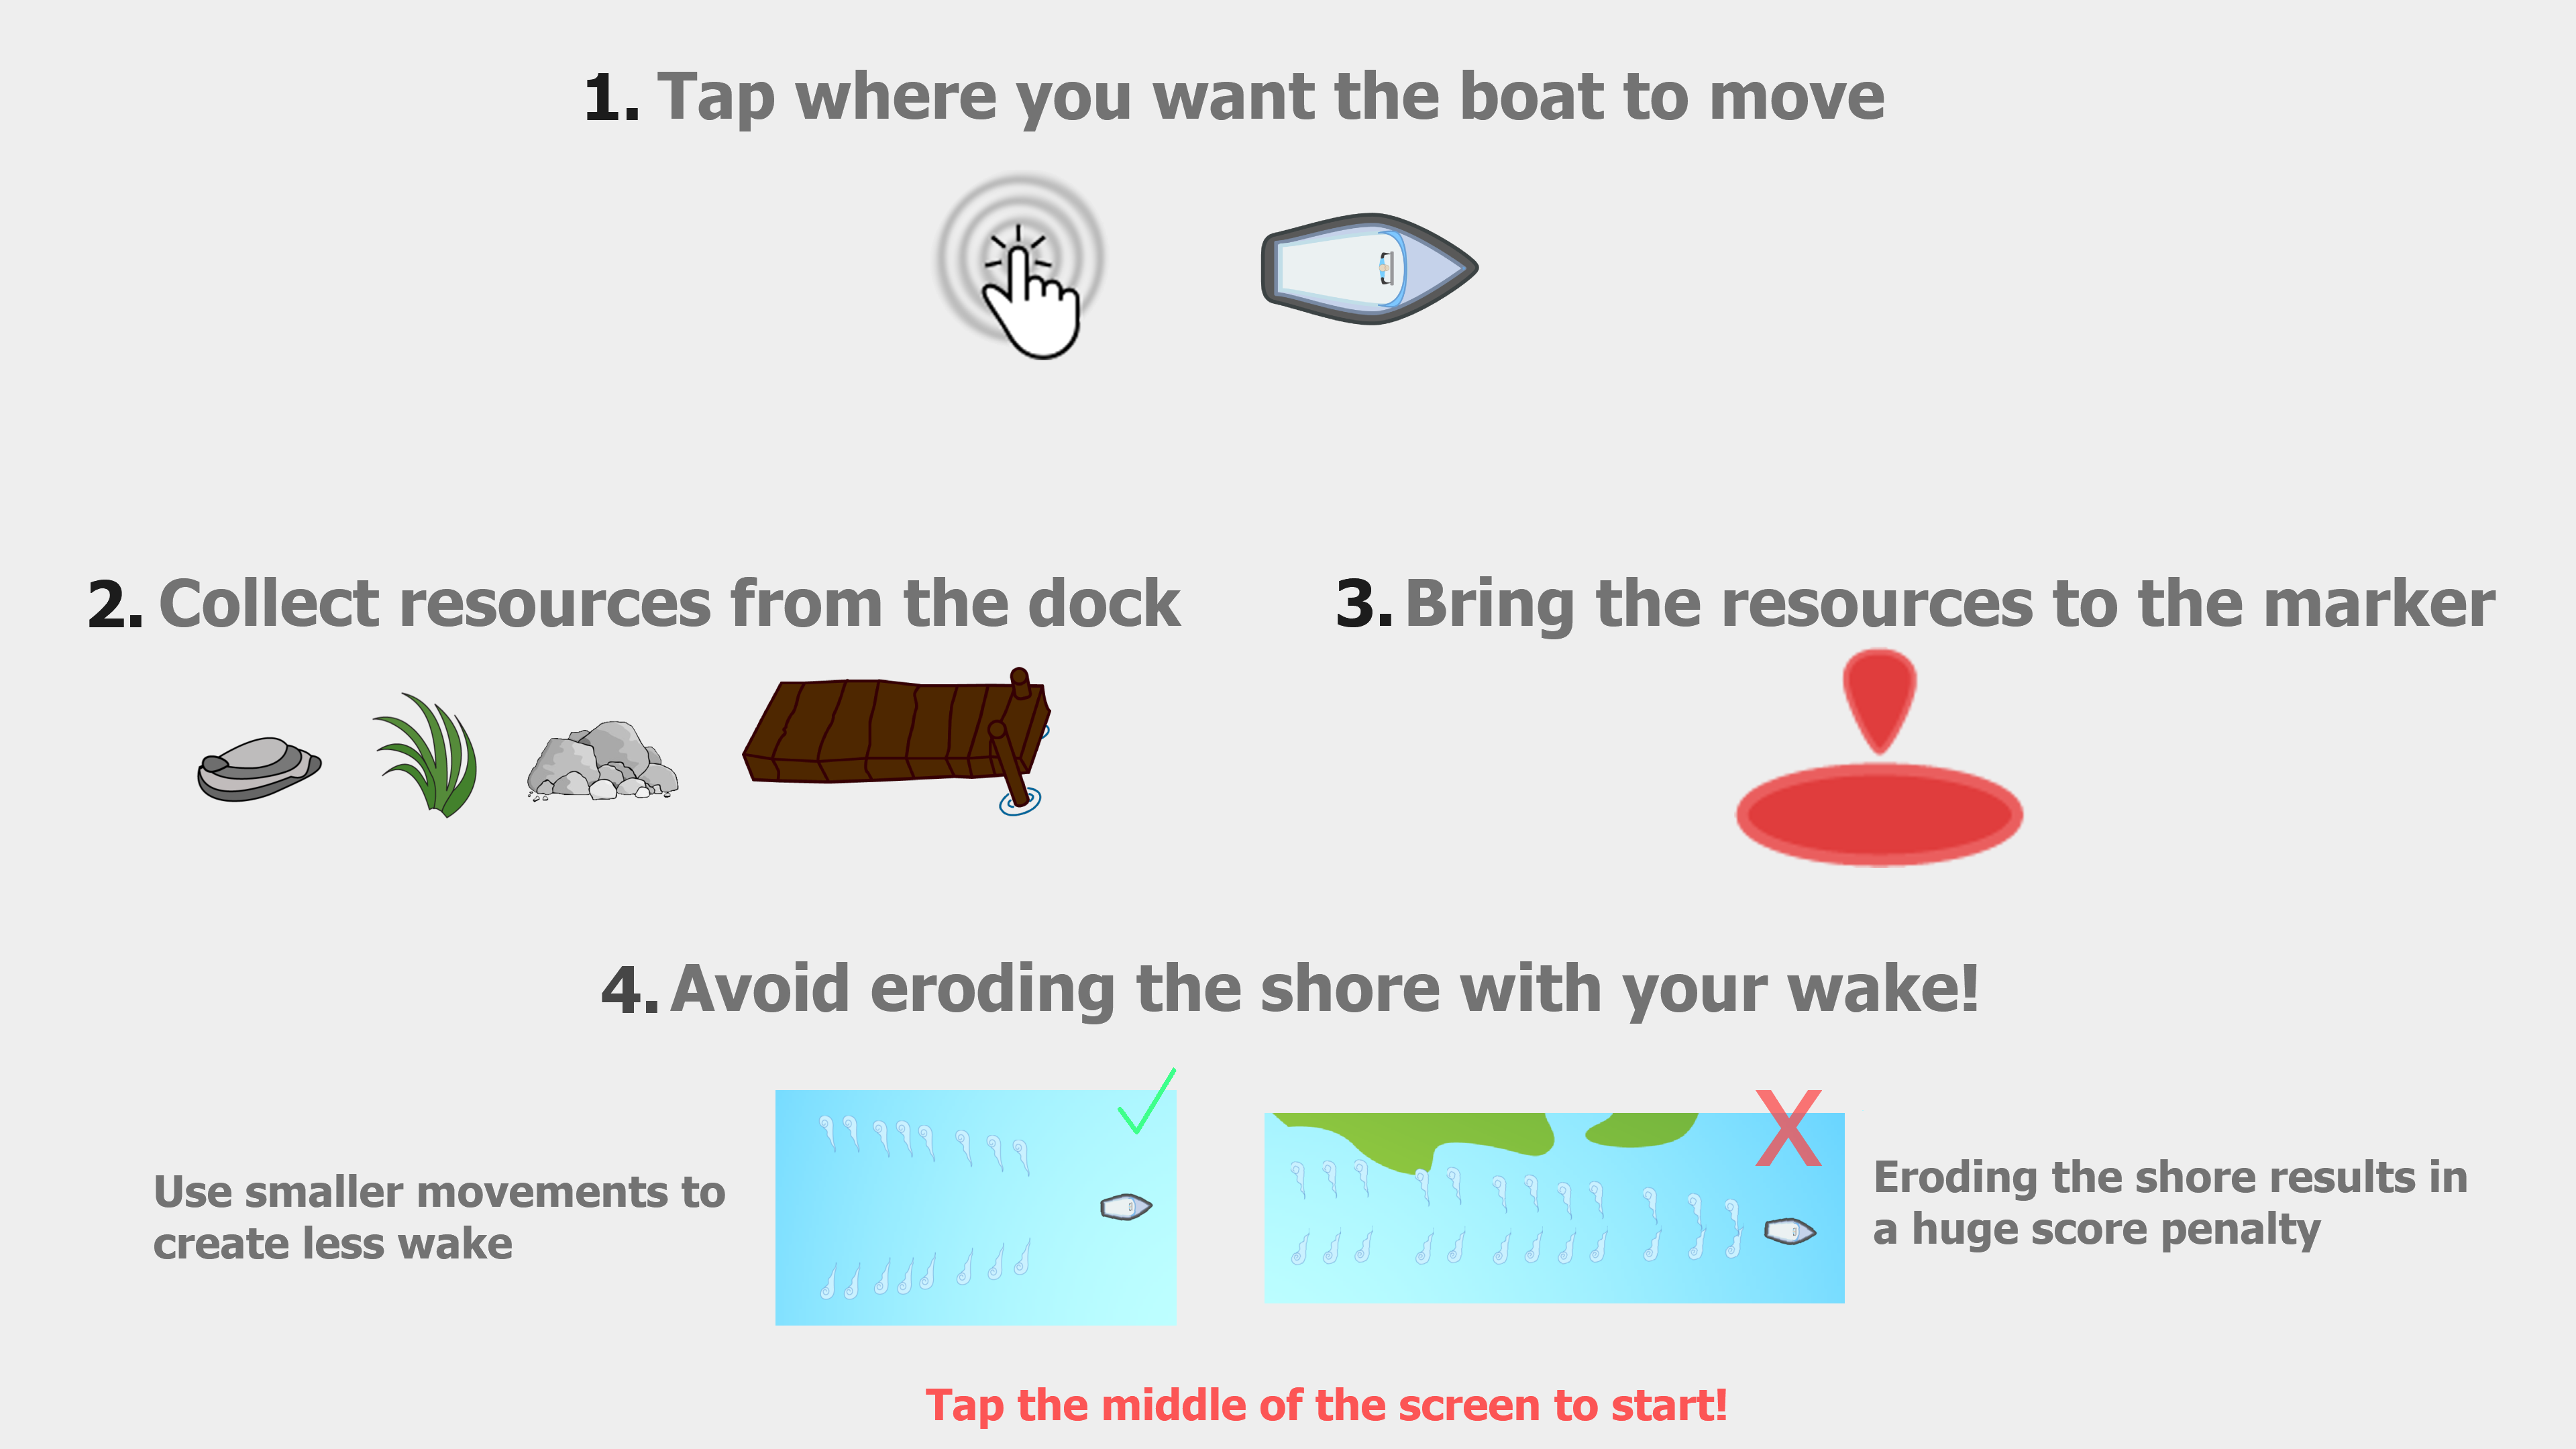 1. Tap where you want the boat to move
2. Collect resources from the dock
3. Bring the resources to the marker
4. Avoid eroding the shore with your wake!
Use smaller movements to
create less wake
X
Eroding the shore results in
a huge score penalty
Tap the middle of the screen to start!